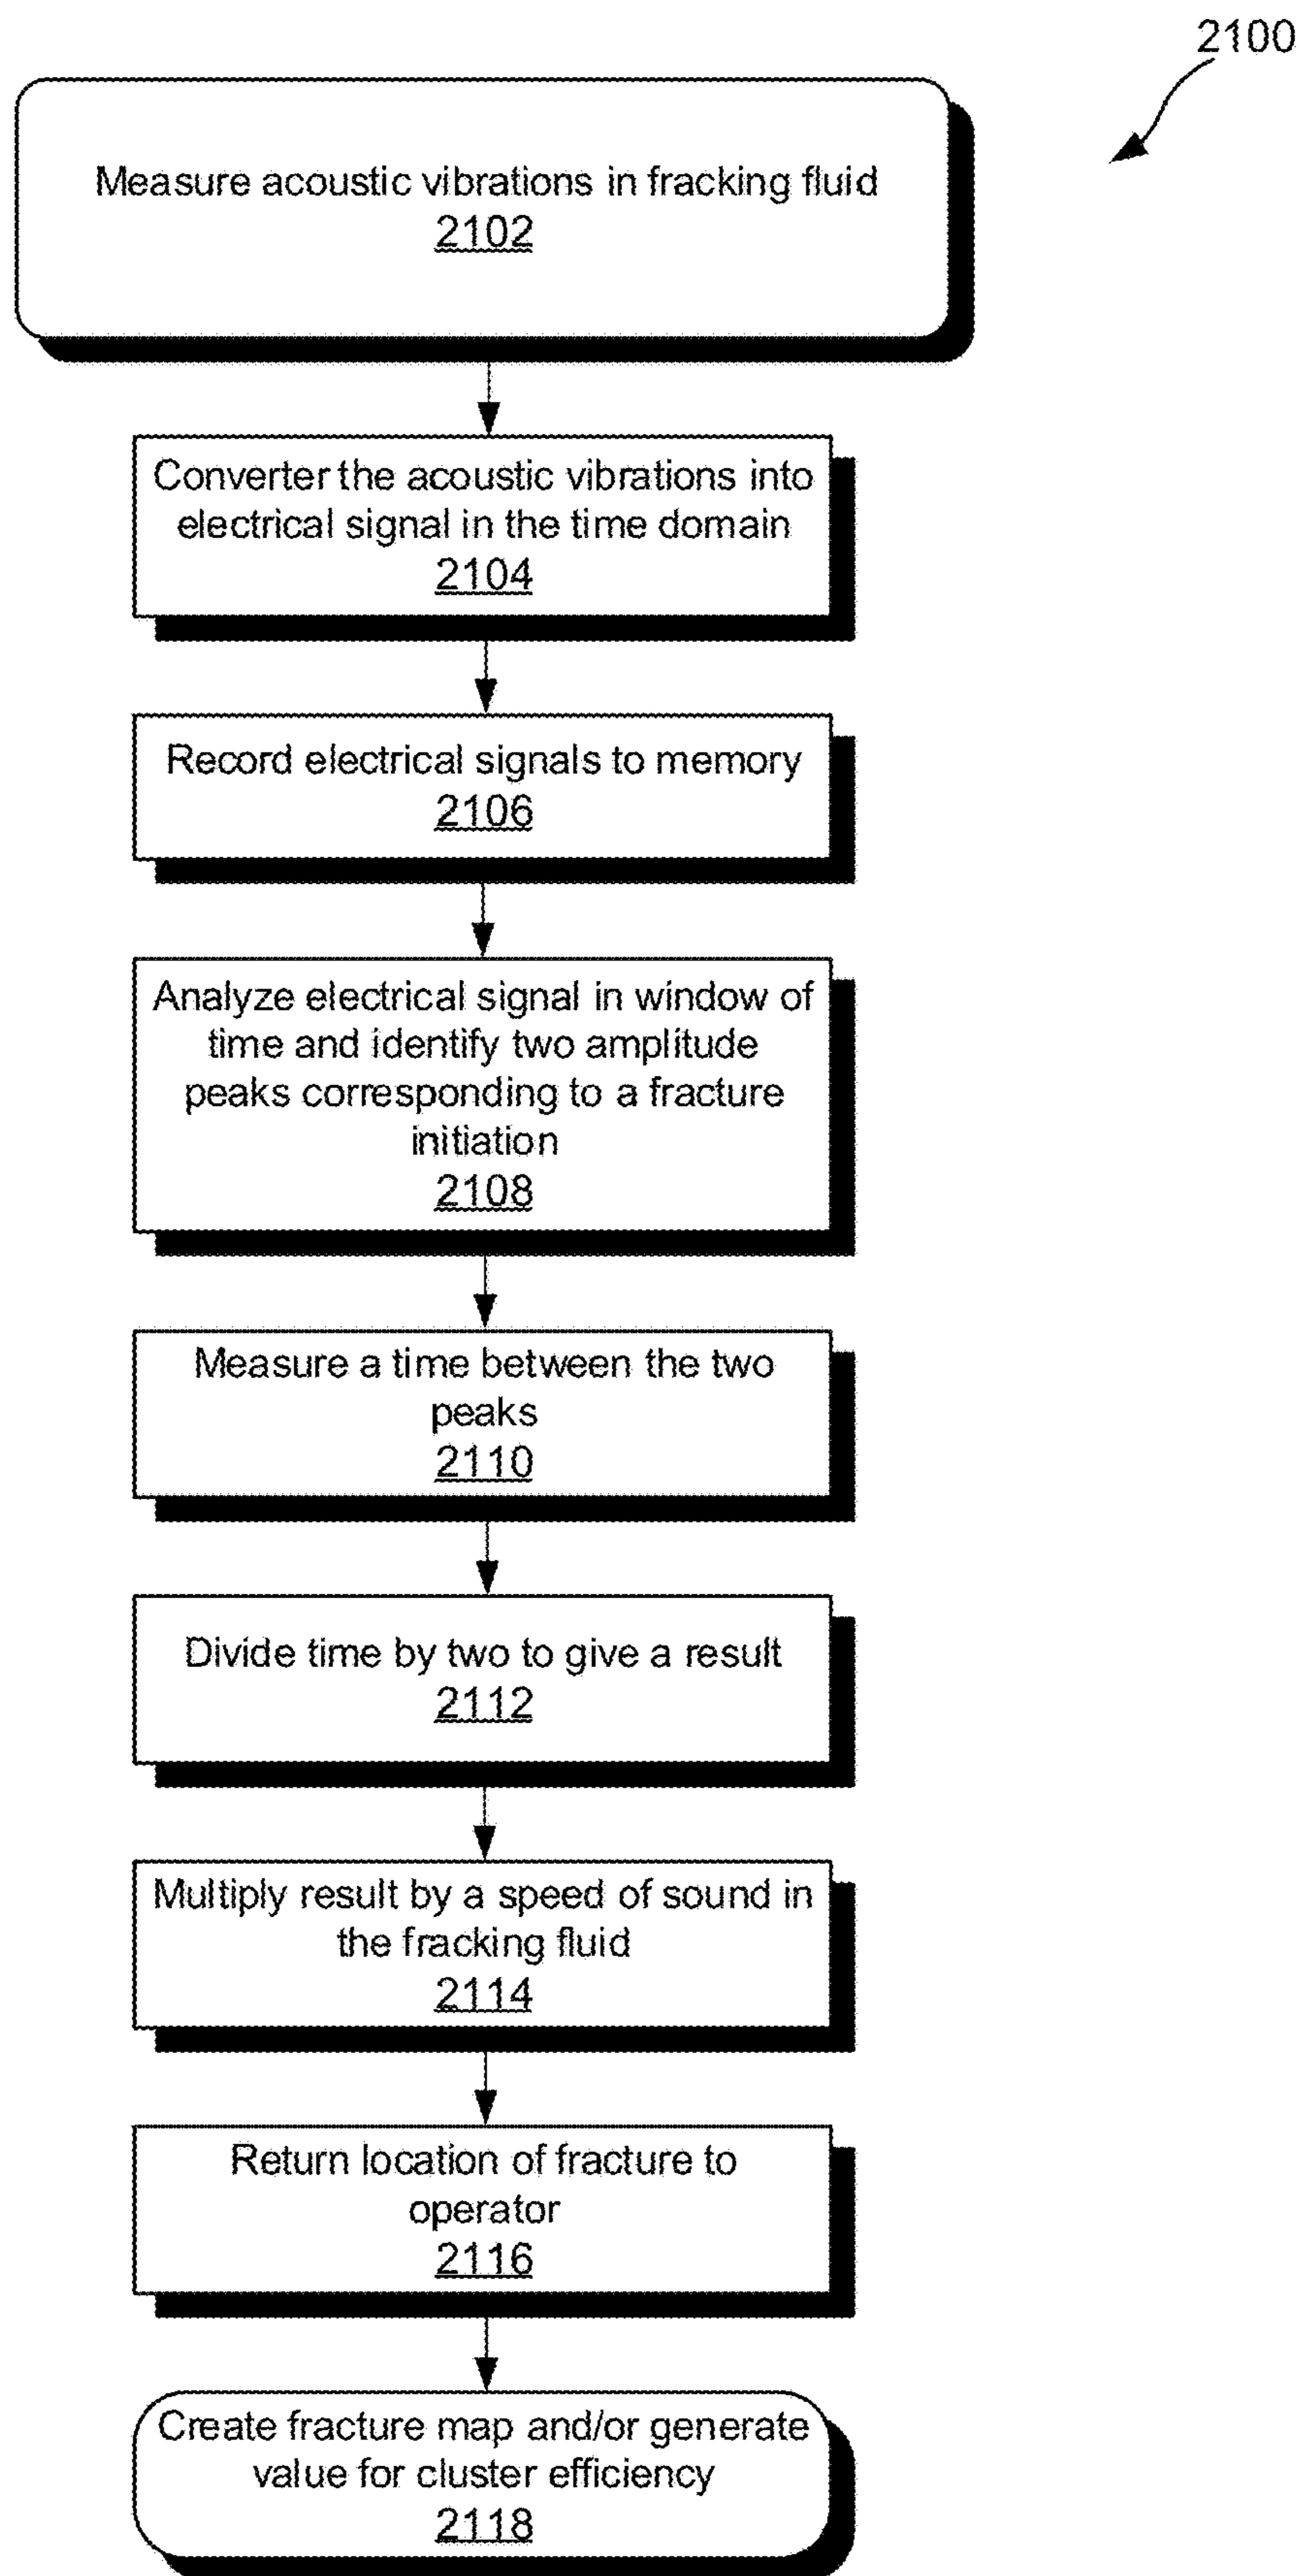 2100
Measure acoustic vibrations in fracking fluid
2102
Converter the acoustic vibrations into
electrical signal in the time domain
2104
Record electrical signals to memory
2106
Analyze electrical signal in window of
time and identify two amplitude
peaks corresponding to a fracture
initiation
2108
Measure a time between the two
peaks
2110
Divide time by two to give a result
2112
Multiply result by a speed of sound in
the fracking fluid
2114
Return location of fracture to
operator
2116
Create fracture map and/or generate
value for cluster efficiency
2118